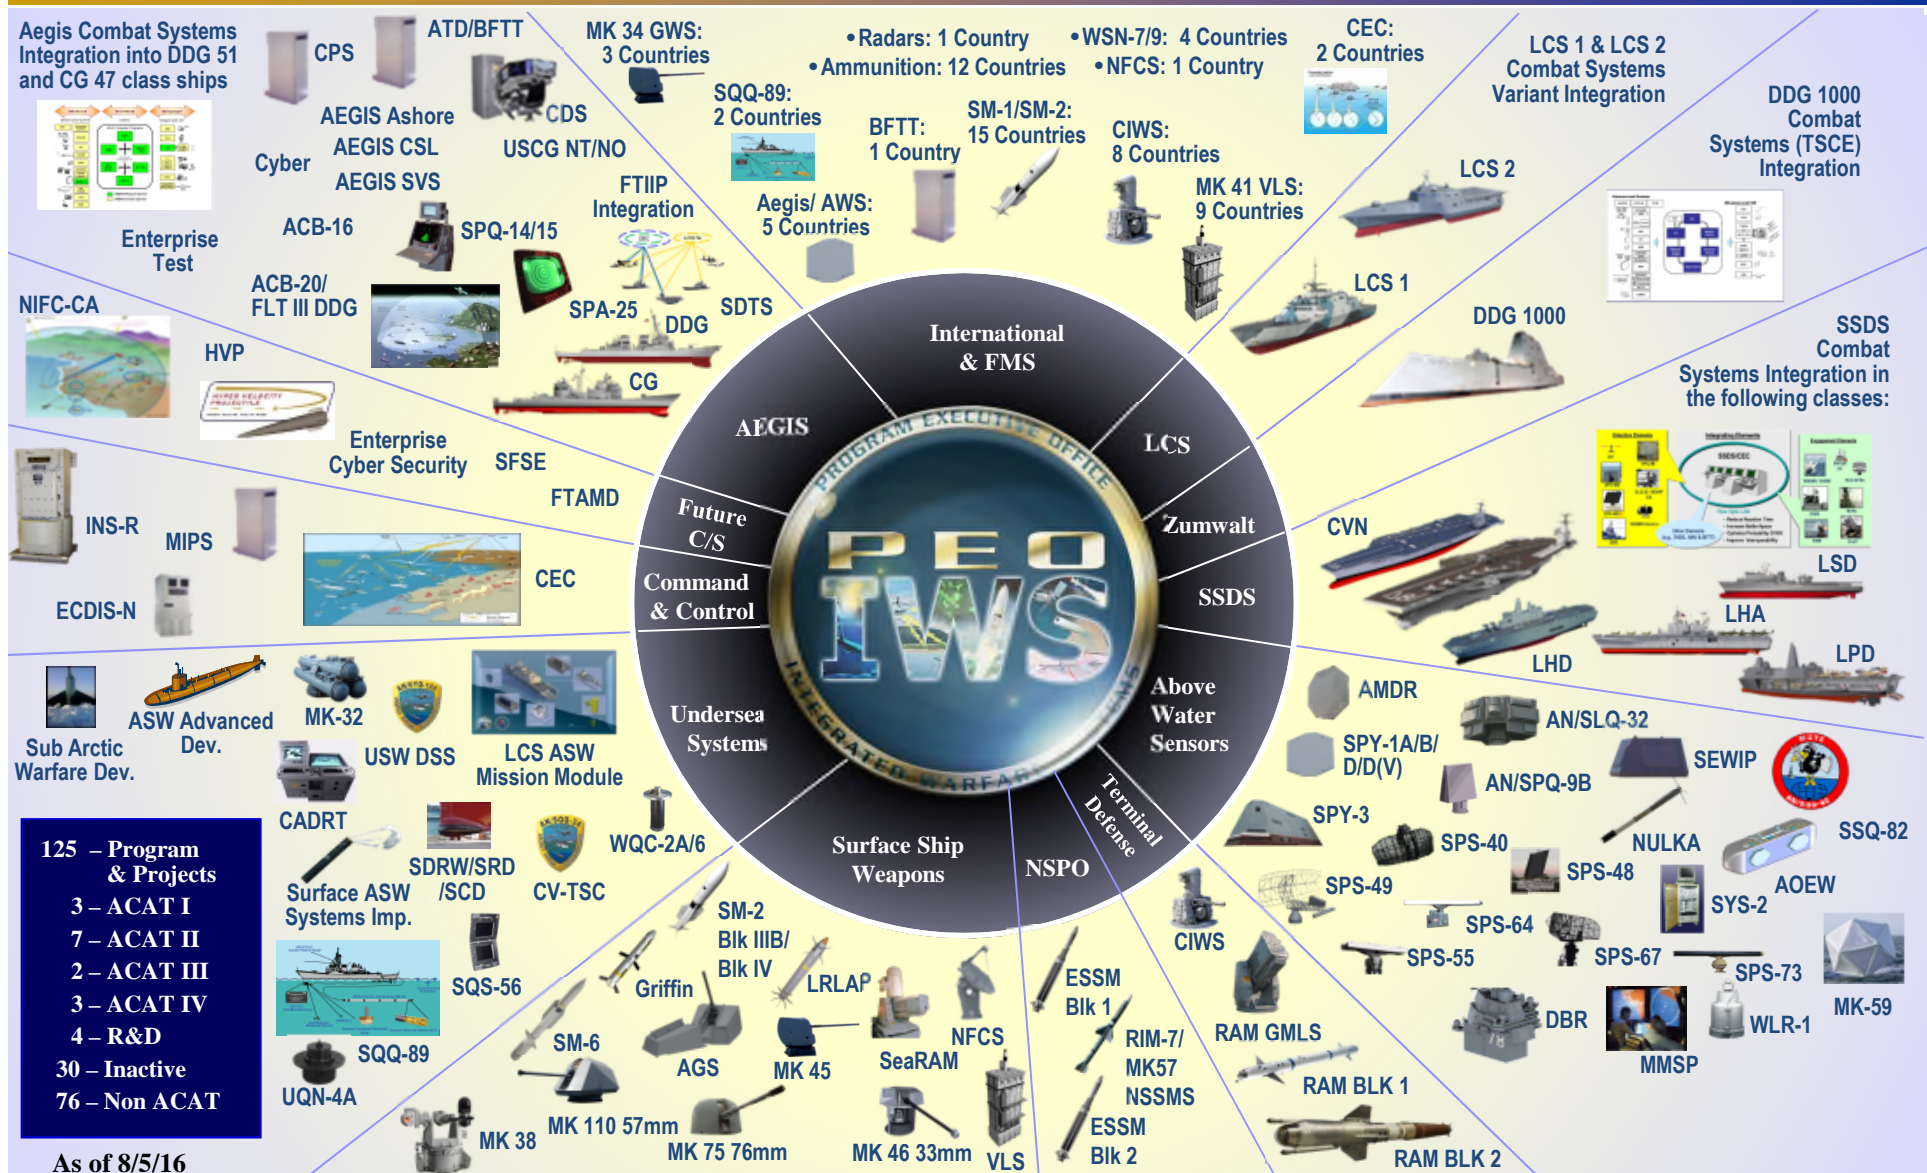 Aegis Combat Systems
Integration into DDG 51
and CG 47 class ships
CPS
ATD/BFTT
CDS
AEGIS Ashore
AEGIS CSL
AEGIS SVS
Cyber
USCG NT/NO
FTIIP
Integration
ACB-16
SPQ-14/15
Enterprise
Test
ACB-20/
FLT III DDG
SPA-25
SDTS
DDG
CG
MK 34 GWS:
3 Countries
• Radars: 1 Country
• Ammunition: 12 Countries
• WSN-7/9: 4 Countries
• NFCS: 1 Country
CEC:
2 Countries
SQQ-89:
2 Countries
BFTT:
1 Country
SM-1/SM-2:
15 Countries
CIWS:
8 Countries
Aegis/ AWS:
5 Countries
MK 41 VLS:
9 Countries
LCS 1 & LCS 2
Combat Systems
Variant Integration
LCS 2
LCS 1
DDG 1000
Combat
Systems (TSCE)
Integration
DDG 1000
SSDS
Combat
Systems Integration in
the following classes:
SSDS/CEC
CVN
LSD
LHA
LHD
LPD
NIFC-CA
HVP
HYPER VELOCITY
PROJECTILE
Enterprise
Cyber Security
SFSE
FTAMD
INS-R
MIPS
ECDIS-N
CEC
International
& FMS
AEGIS
LCS
Future
C/S
Zumwalt
Command
& Control
SSDS
Undersea
Systems
Above
Water
Sensors
Surface Ship
Weapons
NSPO
Terminal
Defense
PROGRAM EXECUTIVE OFFICE
PEO
IWS
Sub Arctic
Warfare Dev.
ASW Advanced
Dev.
MK-32
USW DSS
LCS ASW
Mission Module
CADRT
SDRW/SRD
/SCD
CV-TSC
WQC-2A/6
Surface ASW
Systems Imp.
SQS-56
SQQ-89
UQN-4A
AMDR
AN/SLQ-32
SPY-1A/B/
D/D(V)
SEWIP
AN/SPQ-9B
SPY-3
NULKA
SSQ-82
SPS-40
SPS-48
AOEW
SPS-49
SYS-2
SPS-64
SPS-55
SPS-67
SPS-73
MK-59
DBR
MMSP
WLR-1
CIWS
RAM GMLS
RAM BLK 1
RAM BLK 2
ESSM
Blk 1
RIM-7/
MK57
NSSMS
ESSM
Blk 2
SM-2
Blk IIIB/
Blk IV
Griffin
LRLAP
SM-6
AGS
MK 45
SeaRAM
NFCS
MK 38
MK 110 57mm
MK 75 76mm
MK 46 33mm
VLS
125 – Program
& Projects
3 – ACAT I
7 – ACAT II
2 – ACAT III
3 – ACAT IV
4 – R&D
30 – Inactive
76 – Non ACAT
As of 8/5/16